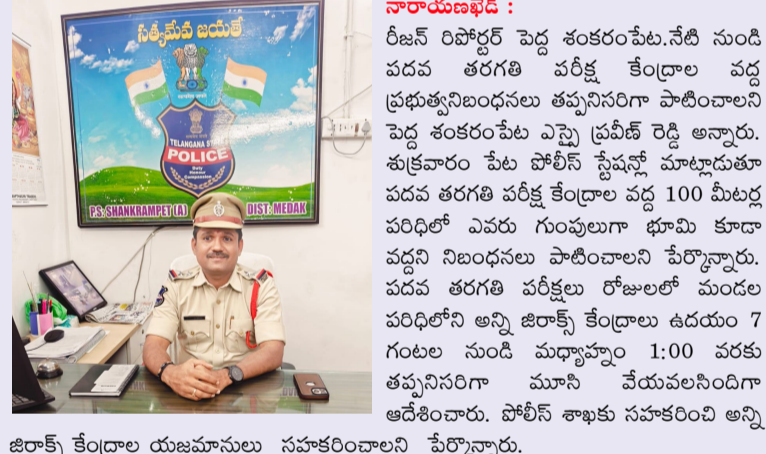 సత్యమేవ జయతే
TELANGANA STATE
POLICE
Duty
Honour
Compassion
P.S. SHANKRAMPET (A) DIST. MEDAK
నారాయణఖేడ్ :
రీజన్ రిపోర్టర్ పెద్ద శంకరంపేట.నేటి నుండి
పదవ తరగతి పరీక్ష కేంద్రాల వద్ద
ప్రభుత్వనిబంధనలు తప్పనిసరిగా పాటించాలని
పెద్ద శంకరంపేట ఎస్సై ప్రవీణ్ రెడ్డి అన్నారు.
శుక్రవారం పేట పోలీస్ స్టేషన్లో మాట్లాడుతూ
పదవ తరగతి పరీక్ష కేంద్రాల వద్ద 100 మీటర్ల
పరిధిలో ఎవరు గుంపులుగా భూమి కూడా
వద్దని నిబంధనలు పాటించాలని పేర్కొన్నారు.
పదవ తరగతి పరీక్షలు రోజులలో మండల
పరిధిలోని అన్ని జిరాక్స్ కేంద్రాలు ఉదయం 7
గంటల నుండి మధ్యాహ్నం 1:00 వరకు
తప్పనిసరిగా మూసి వేయవలసిందిగా
ఆదేశించారు. పోలీస్ శాఖకు సహకరించి అన్ని
జిరాక్స్ కేంద్రాల యజమానులు సహకరించాలని పేర్కొన్నారు.